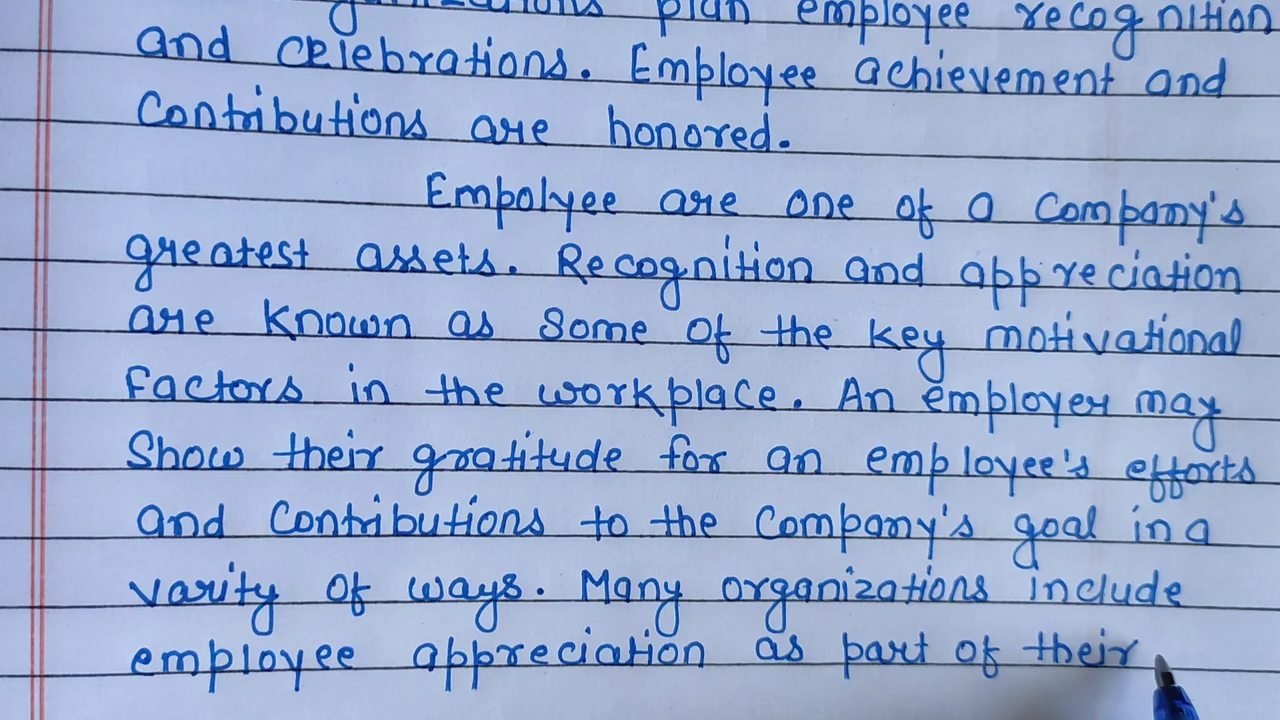 plan employee recognition
and celebrations. Employee achievement and
Contributions are honored.
Empolyee are one of a Company's
greatest assets. Recognition and appreciation
are known as some of the key motivational
Factors in the workplace. An employer may
Show their gratitude for an employee's efforts
and Contributions to the Company's goal in a
varity of ways. Many organizations include
employee appreciation as part of their